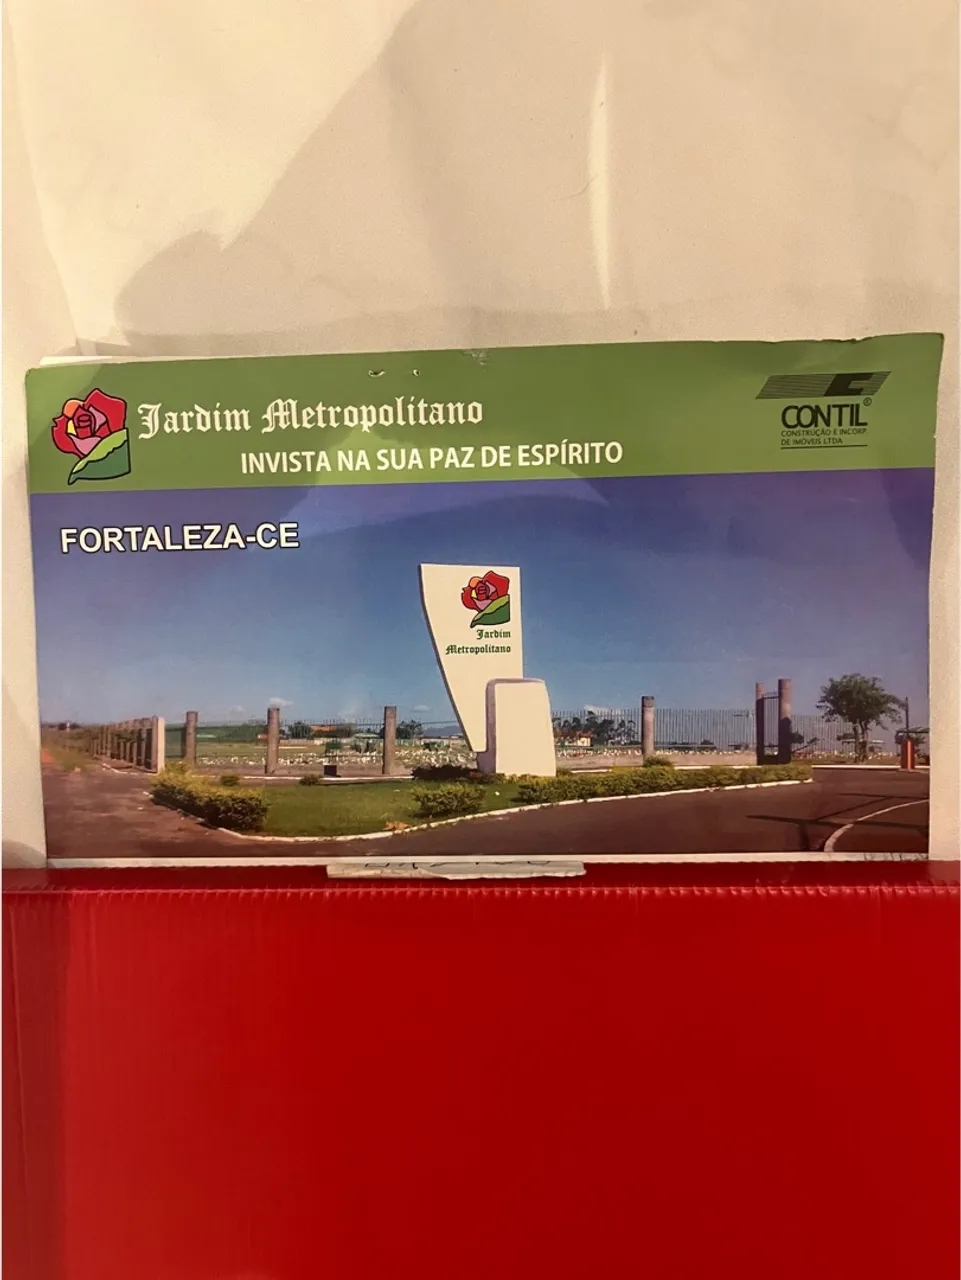 Jardim Metropolitano
INVISTA NA SUA PAZ DE ESPÍRITO
CONTIL®
CONSTRUÇÃO E INCORP.
DE IMÓVEIS LTDA
FORTALEZA-CE
Jardim
Metropolitano